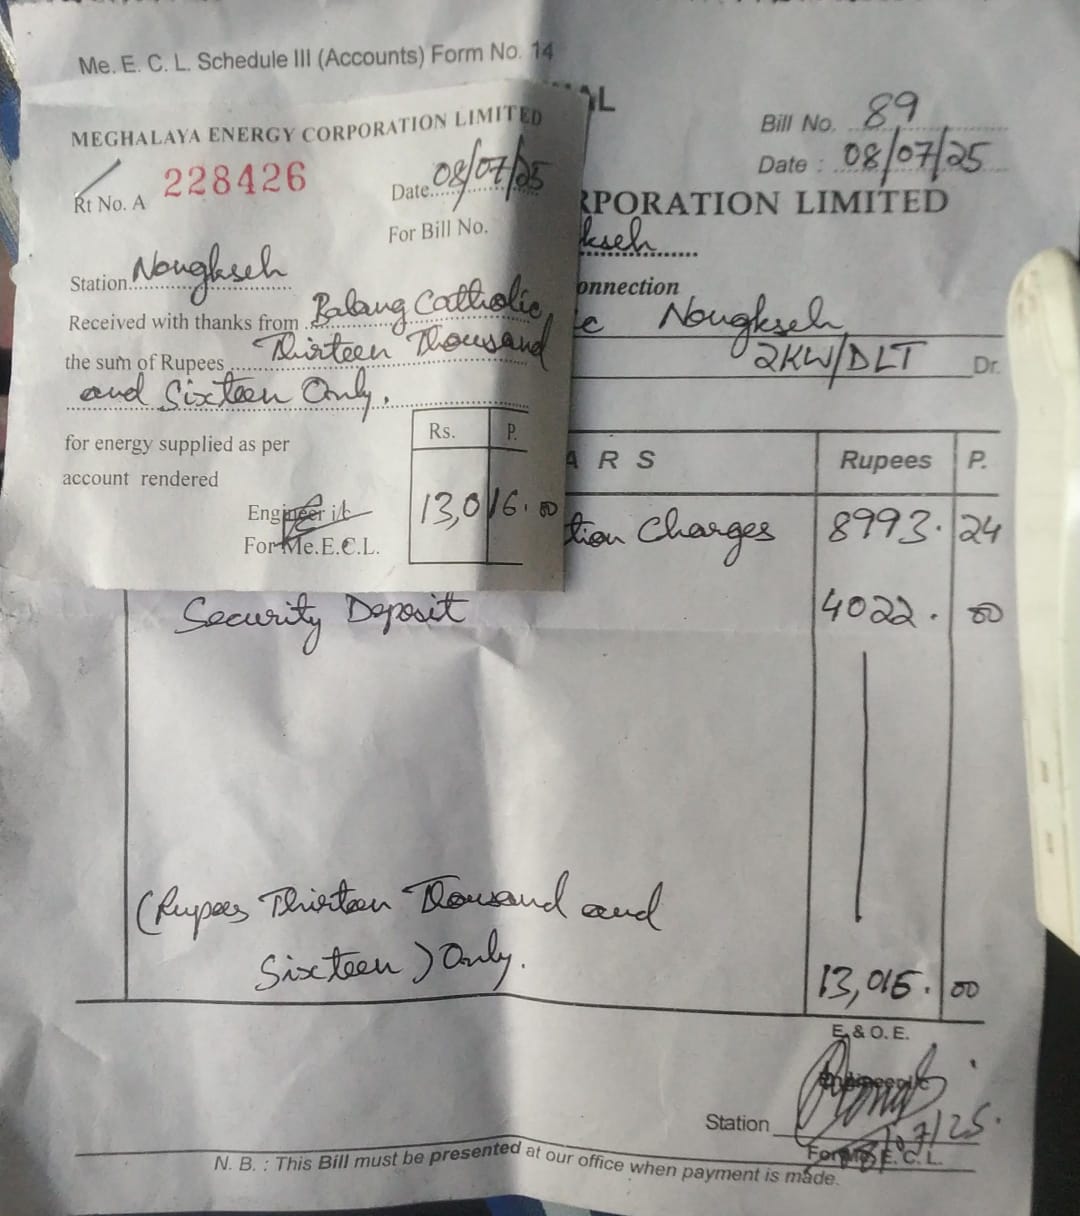 Me. E. C. L. Schedule III (Accounts) Form No. 14
MEGHALAYA ENERGY CORPORATION LIMITED
Rt No. A 228426
Date 08/07/25
For Bill No.
Station Nongkseh
Received with thanks from Balang Catholic
the sum of Rupees Thirteen Thousand
and Sixteen Only.
for energy supplied as per
account rendered
Rs. P.
13,016.00
Engineer i/c
For Me.E.C.L.
AL
Bill No. 89
Date : 08/07/25
RPORATION LIMITED
kseh
onnection
c Nongkseh
2KW/DLT Dr.
A R S Rupees P.
tion Charges 8993.24
Security Deposit 4022.00
(Rupees Thirteen Thousand and
Sixteen) Only.
13,016.00
E. & O. E.
Station
For Me. E. C. L.
N. B. : This Bill must be presented at our office when payment is made.